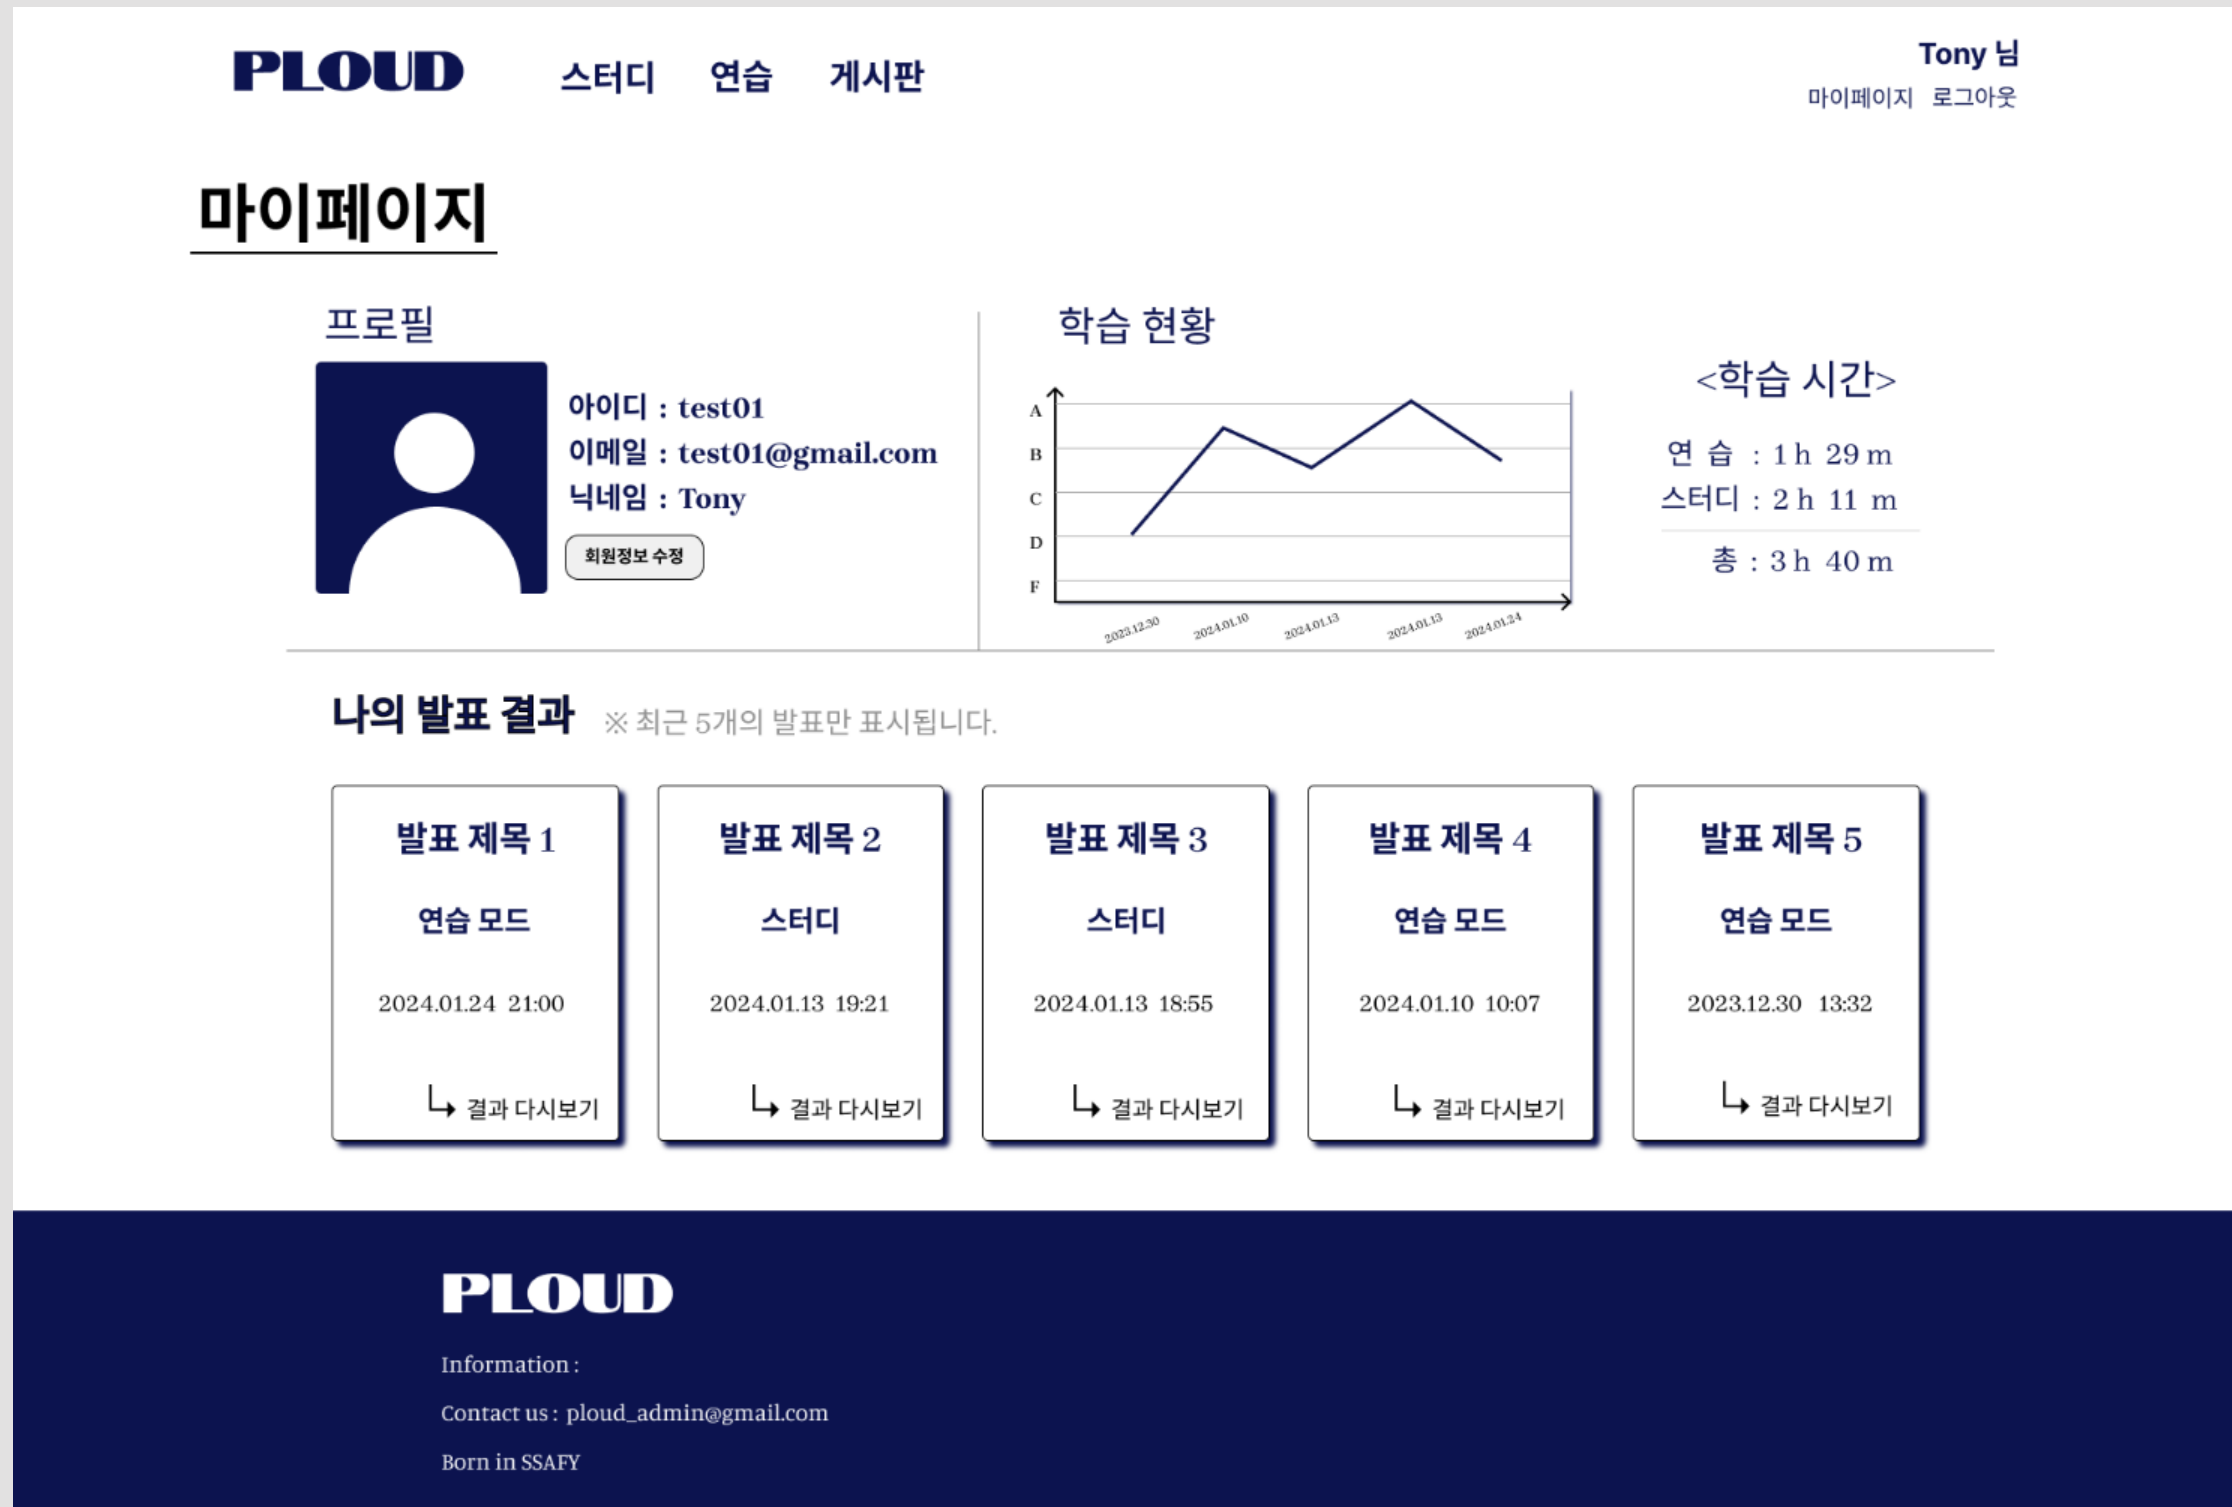 PLOUD 스터디 연습 게시판
Tony 님
마이페이지 로그아웃
마이페이지
프로필
아이디 : test01
이메일 : test01@gmail.com
닉네임 : Tony
회원정보 수정
학습 현황
A
B
C
D
F
2023.12.30 2024.01.10 2024.01.13 2024.01.13 2024.01.24
<학습 시간>
연 습 : 1 h 29 m
스터디 : 2 h 11 m
총 : 3 h 40 m
나의 발표 결과 ※ 최근 5개의 발표만 표시됩니다.
발표 제목 1
연습 모드
2024.01.24 21:00
결과 다시보기
발표 제목 2
스터디
2024.01.13 19:21
결과 다시보기
발표 제목 3
스터디
2024.01.13 18:55
결과 다시보기
발표 제목 4
연습 모드
2024.01.10 10:07
결과 다시보기
발표 제목 5
연습 모드
2023.12.30 13:32
결과 다시보기
PLOUD
Information :
Contact us : ploud_admin@gmail.com
Born in SSAFY